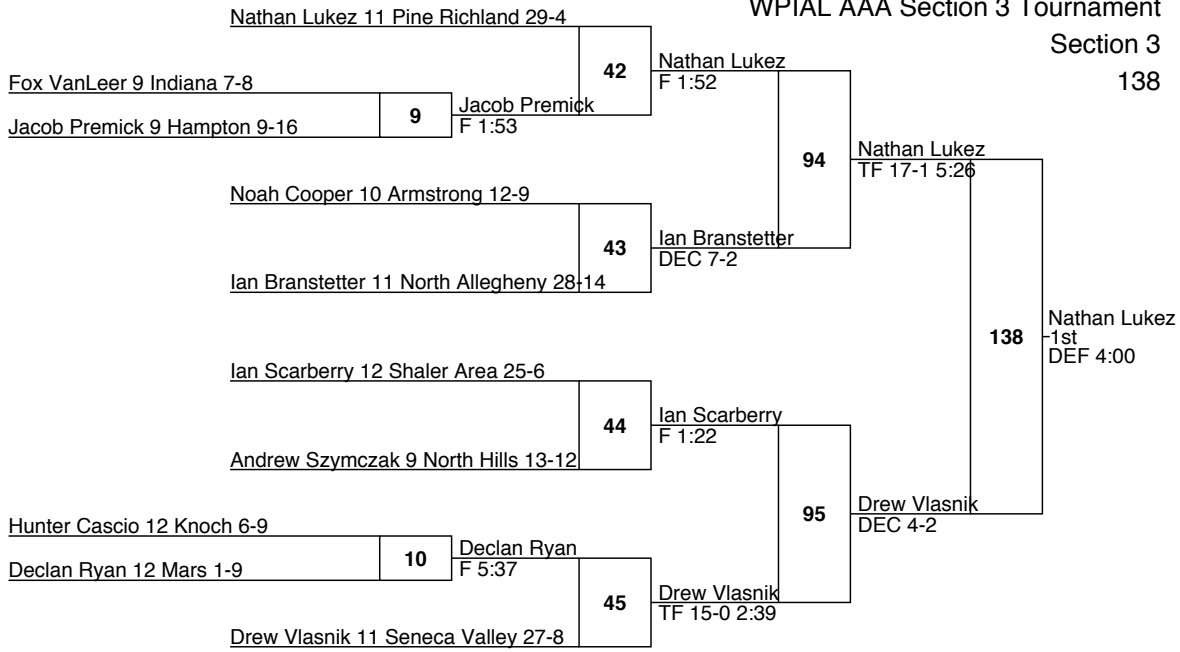 WPIAL AAA Section 3 Tournament
Section 3
138
Nathan Lukez 11 Pine Richland 29-4
42
Nathan Lukez
F 1:52
Fox VanLeer 9 Indiana 7-8
9
Jacob Premick
F 1:53
Jacob Premick 9 Hampton 9-16
94
Nathan Lukez
TF 17-1 5:26
Noah Cooper 10 Armstrong 12-9
43
Ian Branstetter
DEC 7-2
Ian Branstetter 11 North Allegheny 28-14
138
Nathan Lukez
1st
DEF 4:00
Ian Scarberry 12 Shaler Area 25-6
44
Ian Scarberry
F 1:22
Andrew Szymczak 9 North Hills 13-12
95
Drew Vlasnik
DEC 4-2
Hunter Cascio 12 Knoch 6-9
10
Declan Ryan
F 5:37
Declan Ryan 12 Mars 1-9
45
Drew Vlasnik
TF 15-0 2:39
Drew Vlasnik 11 Seneca Valley 27-8